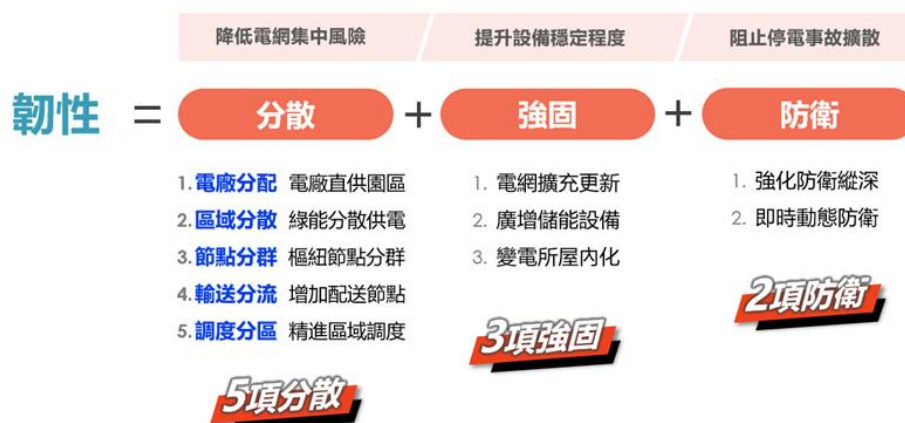 降低電網集中風險
提升設備穩定程度
阻止停電事故擴散
韌性 = 分散 + 強固 + 防衛
1.電廠分配 電廠直供園區
2.區域分散 綠能分散供電
3.節點分群 樞紐節點分群
4.輸送分流 增加配送節點
5.調度分區 精進區域調度
5項分散
1. 電網擴充更新
2. 廣增儲能設備
3. 變電所屋內化
3項強固
1. 強化防衛縱深
2. 即時動態防衛
2項防衛